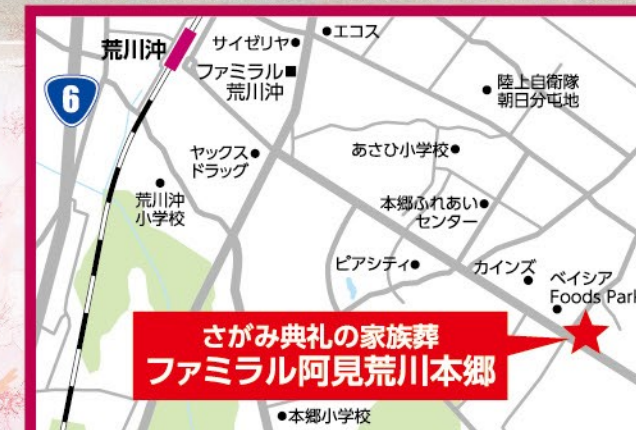 荒川沖
サイゼリヤ
エコス
ファミラル
荒川沖
6
陸上自衛隊
朝日分屯地
ヤックス
ドラッグ
あさひ小学校
荒川沖
小学校
本郷ふれあい
センター
ピアシティ
カインズ
ベイシア
Foods Park
さがみ典礼の家族葬
ファミラル阿見荒川本郷
本郷小学校